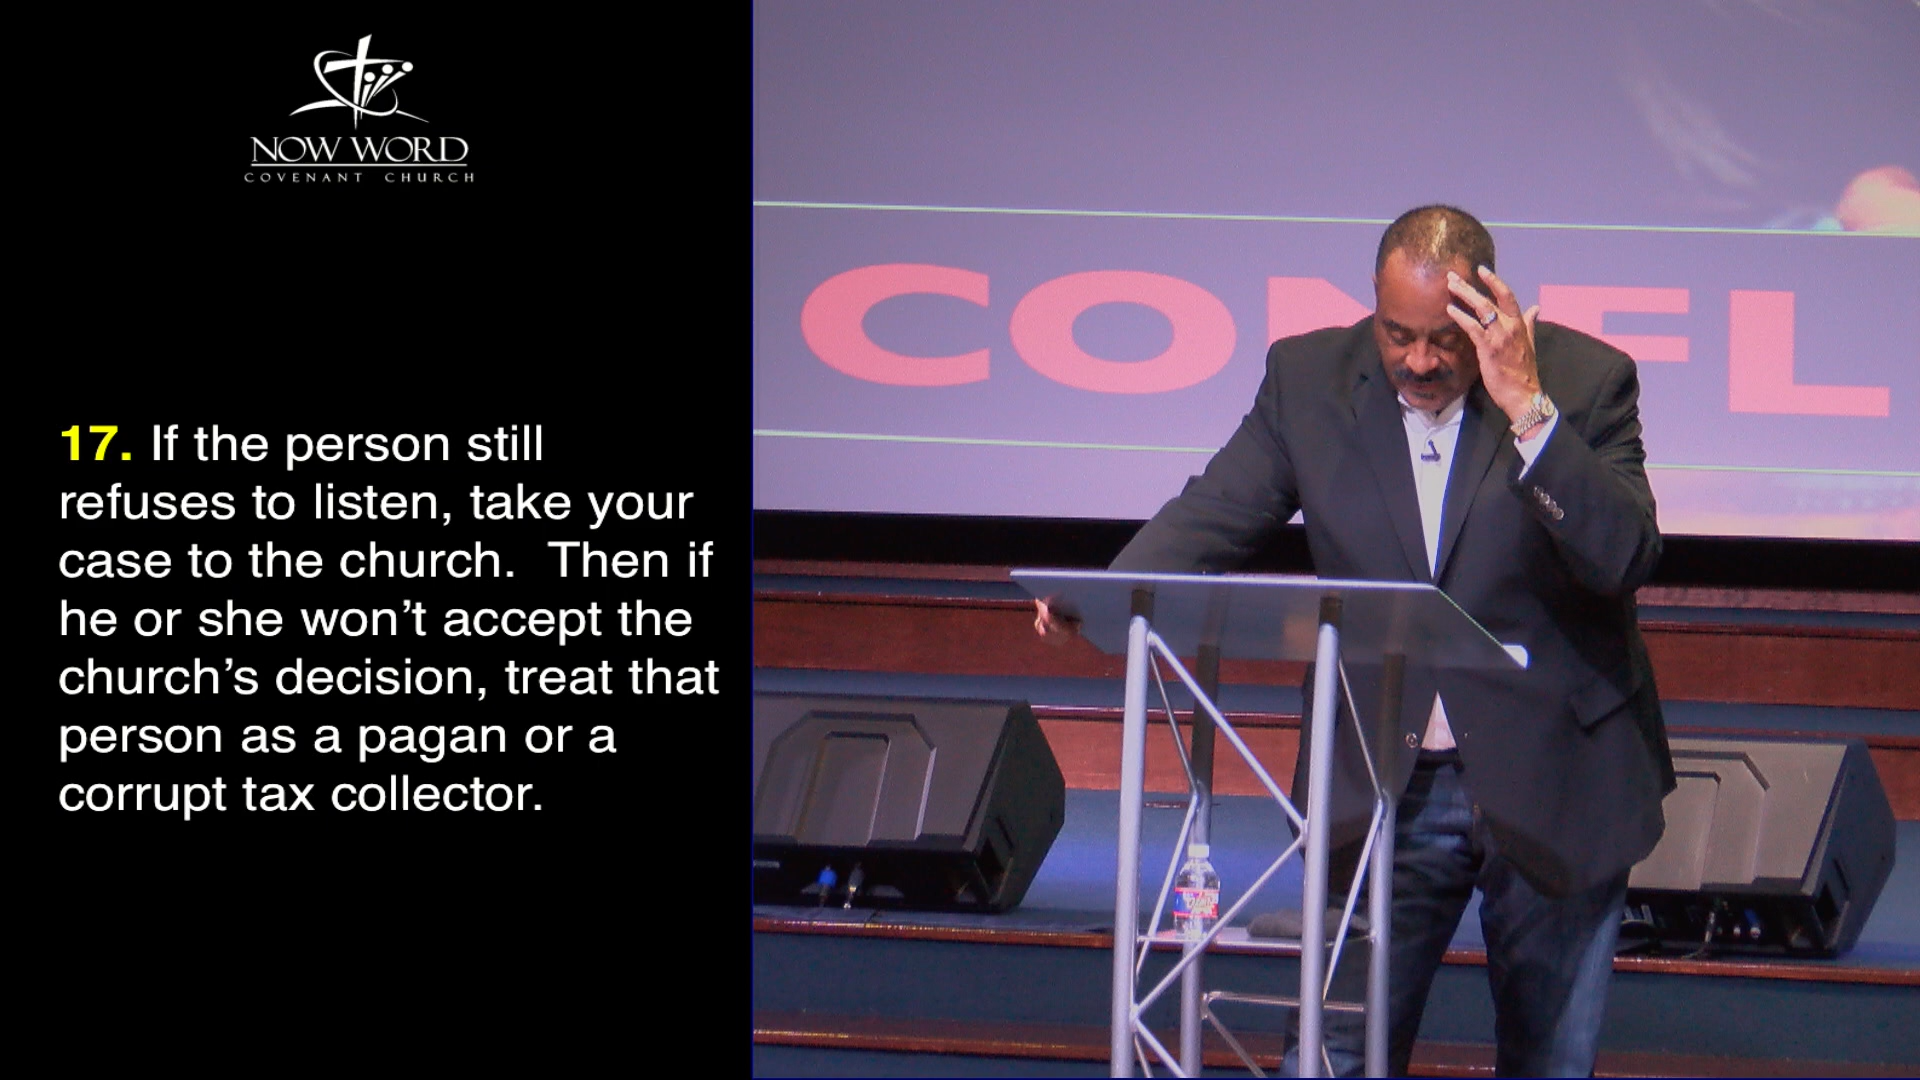 NOW WORD
COVENANT CHURCH
17. If the person still
refuses to listen, take your
case to the church.  Then if
he or she won’t accept the
church’s decision, treat that
person as a pagan or a
corrupt tax collector.
CO FL